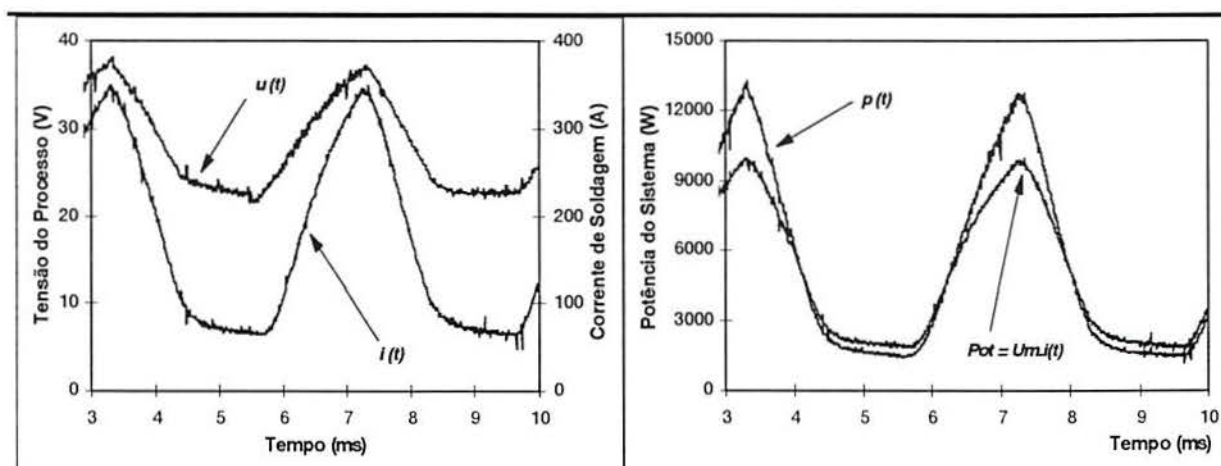 40
30
20
10
0
Tensão do Processo (V)
400
300
200
100
0
Corrente de Soldagem (A)
u (t)
i (t)
3 4 5 6 7 8 9 10
Tempo (ms)
15000
12000
9000
6000
3000
0
Potência do Sistema (W)
p (t)
Pot = Um.i(t)
3 4 5 6 7 8 9 10
Tempo (ms)